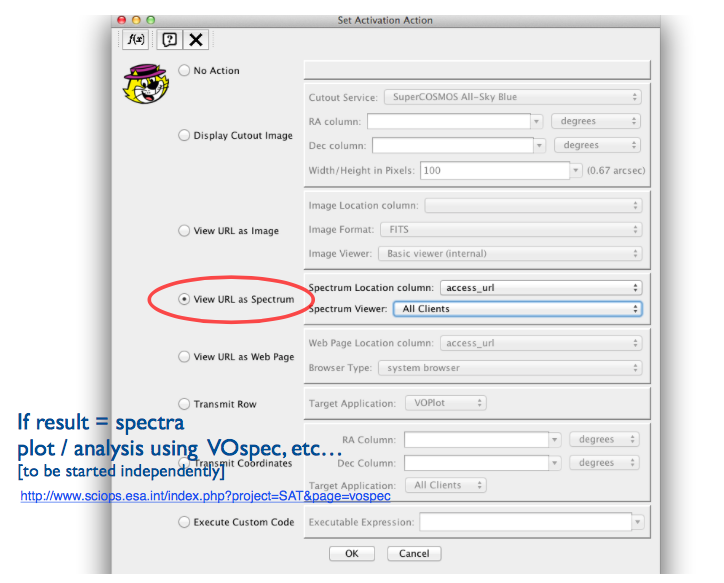 Set Activation Action
f(x) ?
No Action
Display Cutout Image
Cutout Service: SuperCOSMOS All-Sky Blue
RA column: degrees
Dec column: degrees
Width/Height in Pixels: 100 (0.67 arcsec)
View URL as Image
Image Location column:
Image Format: FITS
Image Viewer: Basic viewer (internal)
View URL as Spectrum
Spectrum Location column: access_url
Spectrum Viewer: All Clients
View URL as Web Page
Web Page Location column: access_url
Browser Type: system browser
Transmit Row
Target Application: VOPlot
If result = spectra
plot / analysis using VOspec, etc...
[to be started independently]
http://www.sciops.esa.int/index.php?project=SAT&page=vospec
Transmit Coordinates
RA Column: degrees
Dec Column: degrees
Target Application: All Clients
Execute Custom Code
Executable Expression:
OK Cancel